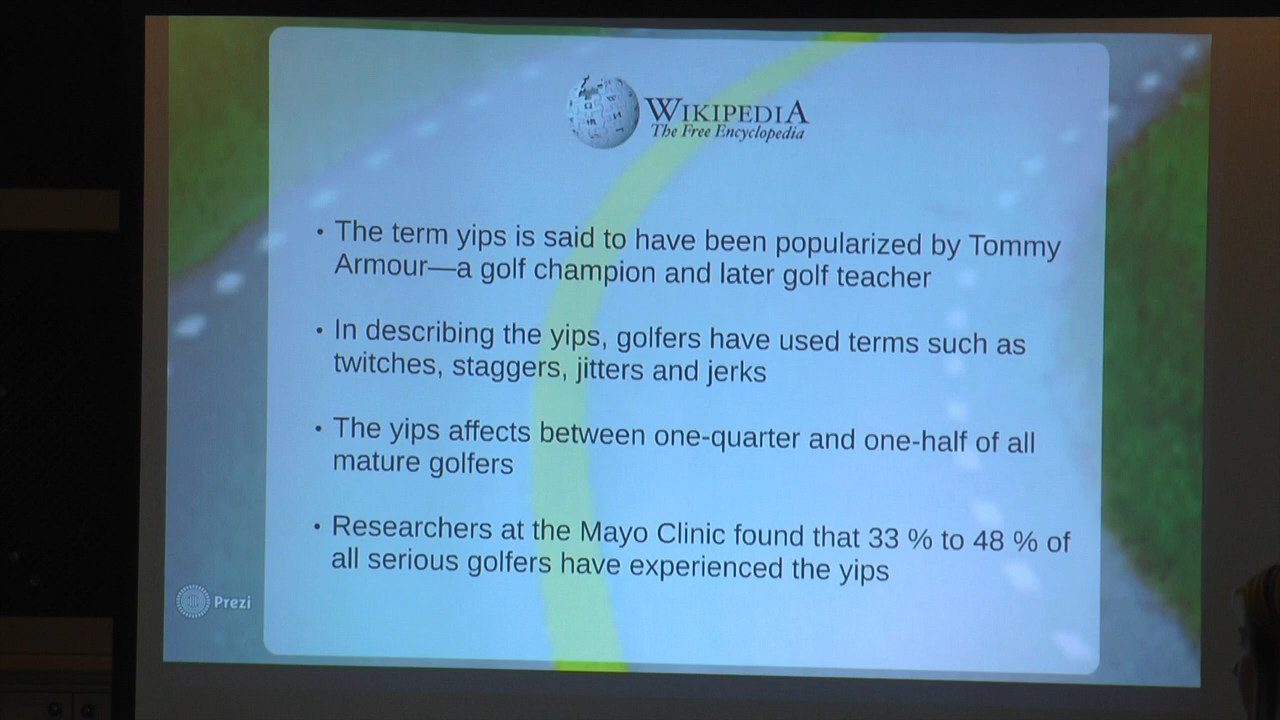 WIKIPEDIA
The Free Encyclopedia
• The term yips is said to have been popularized by Tommy
Armour—a golf champion and later golf teacher
• In describing the yips, golfers have used terms such as
twitches, staggers, jitters and jerks
• The yips affects between one-quarter and one-half of all
mature golfers
• Researchers at the Mayo Clinic found that 33 % to 48 % of
all serious golfers have experienced the yips
Prezi